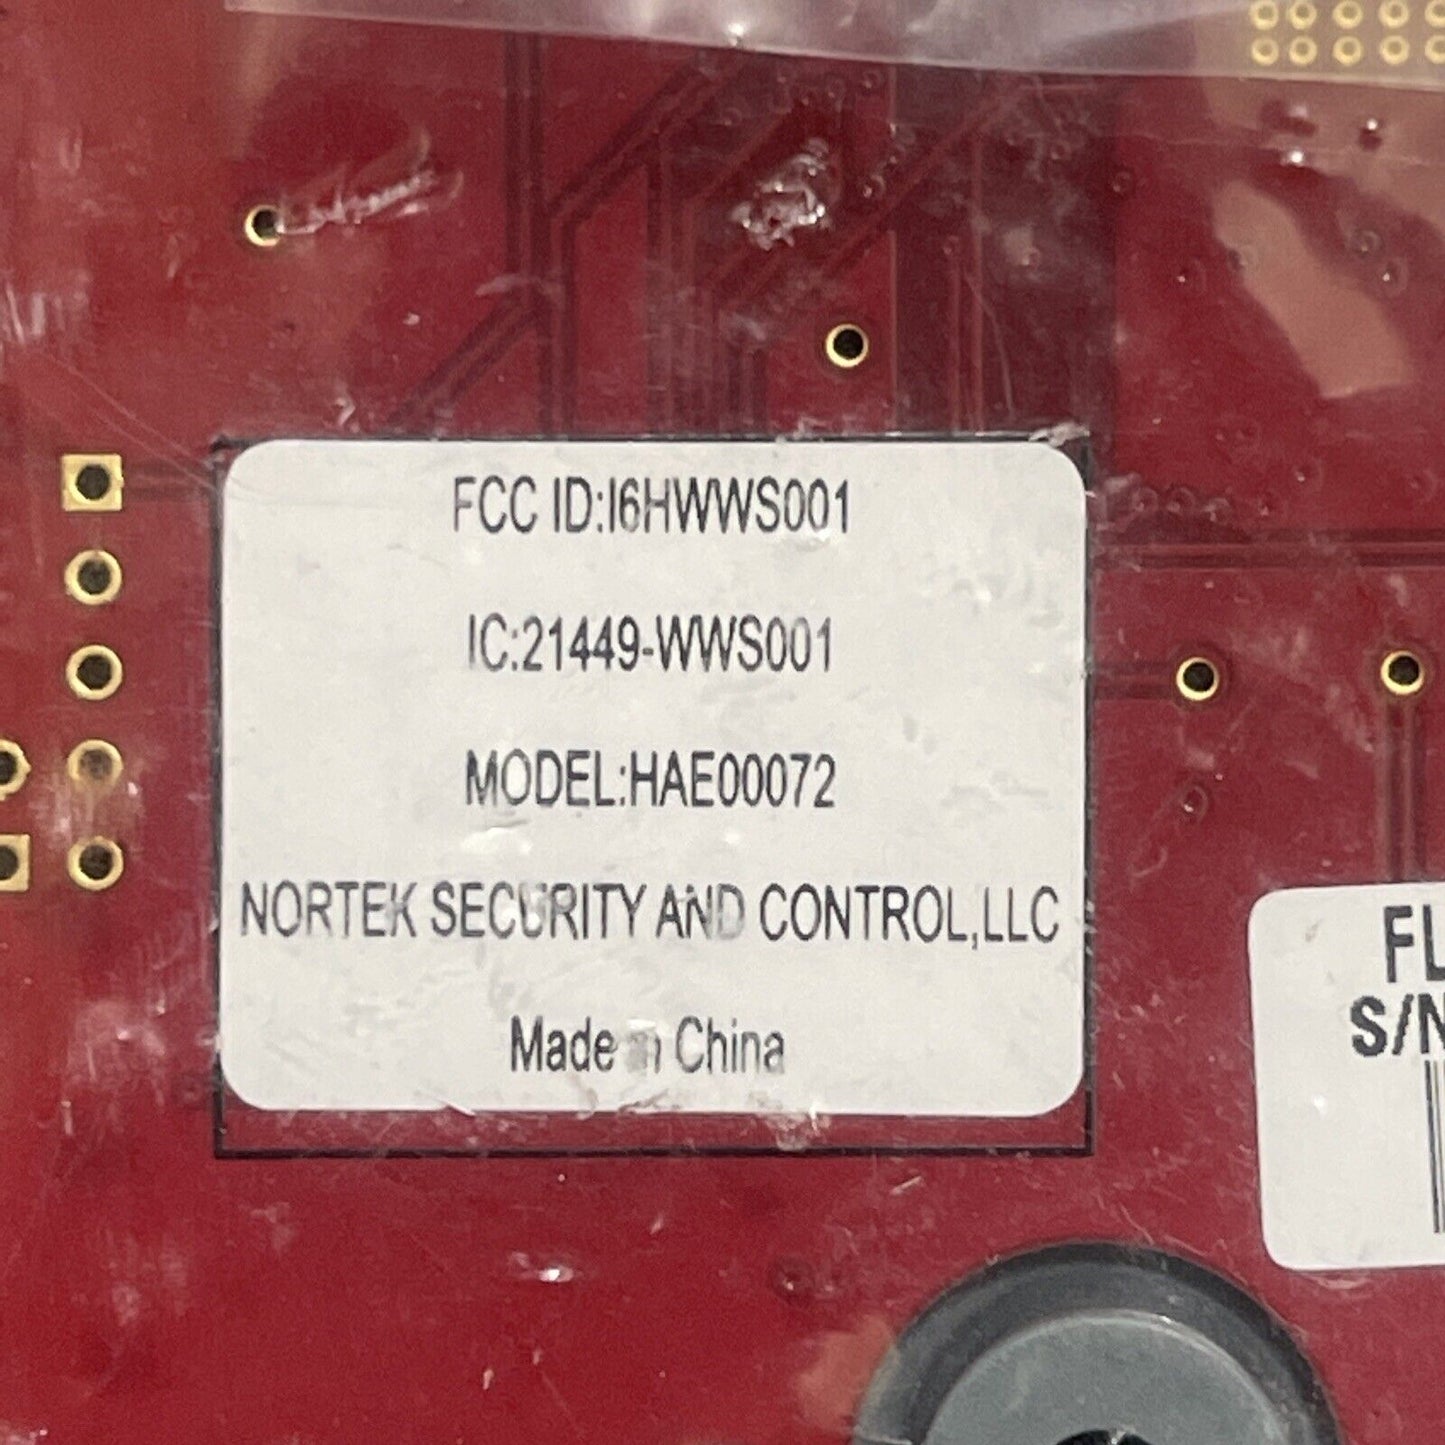 FCC ID:I6HWWS001
IC:21449-WWS001
MODEL:HAE00072
NORTEK SECURITY AND CONTROL,LLC
Made in China
FL
S/N